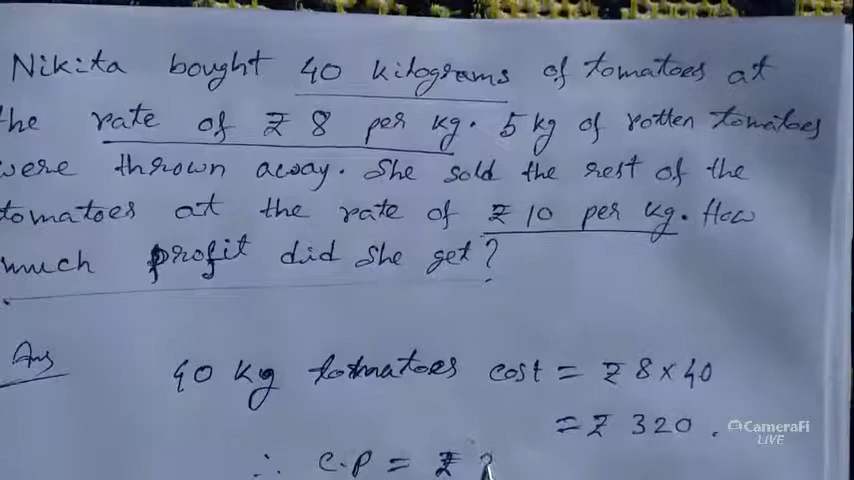 Nikita bought 40 kilograms of tomatoes at
the rate of ₹ 8 per kg. 5 kg of rotten tomatoes
were thrown away. She sold the rest of the
tomatoes at the rate of ₹ 10 per kg. How
much profit did she get?
Ans
40 kg tomatoes cost = ₹ 8 × 40
= ₹ 320.
∴ C.P = ₹
CameraFi
LIVE